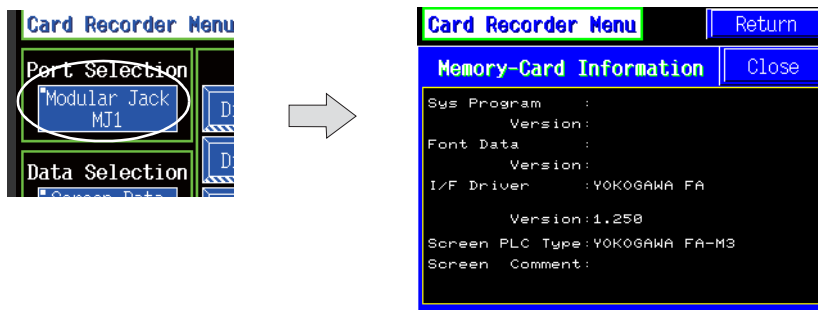 Card Recorder Menu
Port Selection
Modular Jack
MJ1
Data Selection
Screen Data
Card Recorder Menu
Return
Memory-Card Information
Close
Sys Program :
Version:
Font Data :
Version:
I/F Driver :YOKOGAWA FA
Version:1.250
Screen PLC Type:YOKOGAWA FA-M3
Screen Comment: